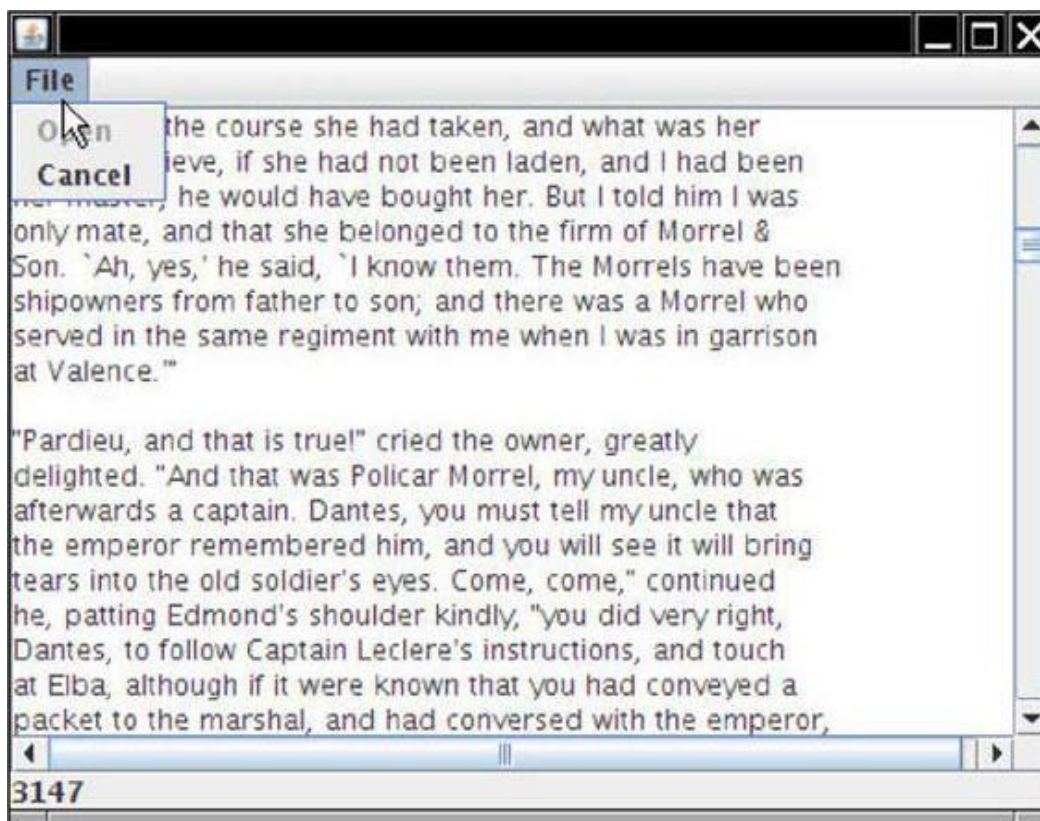 File
Open
Cancel
the course she had taken, and what was her
ieve, if she had not been laden, and I had been
her master, he would have bought her. But I told him I was
only mate, and that she belonged to the firm of Morrel &
Son. `Ah, yes,' he said, `I know them. The Morrels have been
shipowners from father to son; and there was a Morrel who
served in the same regiment with me when I was in garrison
at Valence.'"
"Pardieu, and that is true!" cried the owner, greatly
delighted. "And that was Policar Morrel, my uncle, who was
afterwards a captain. Dantes, you must tell my uncle that
the emperor remembered him, and you will see it will bring
tears into the old soldier's eyes. Come, come," continued
he, patting Edmond's shoulder kindly, "you did very right,
Dantes, to follow Captain Leclere's instructions, and touch
at Elba, although if it were known that you had conveyed a
packet to the marshal, and had conversed with the emperor,
3147